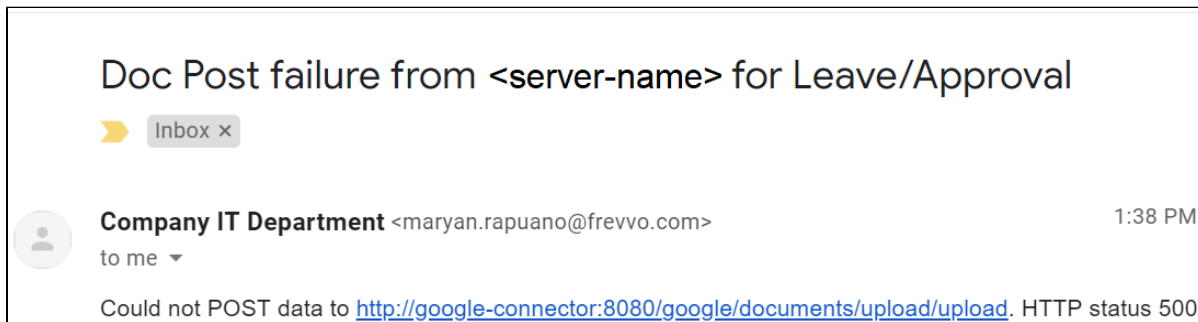 Doc Post failure from <server-name> for Leave/Approval
Inbox ×
Company IT Department <maryan.rapuano@frevvo.com> 1:38 PM
to me
Could not POST data to http://google-connector:8080/google/documents/upload/upload. HTTP status 500